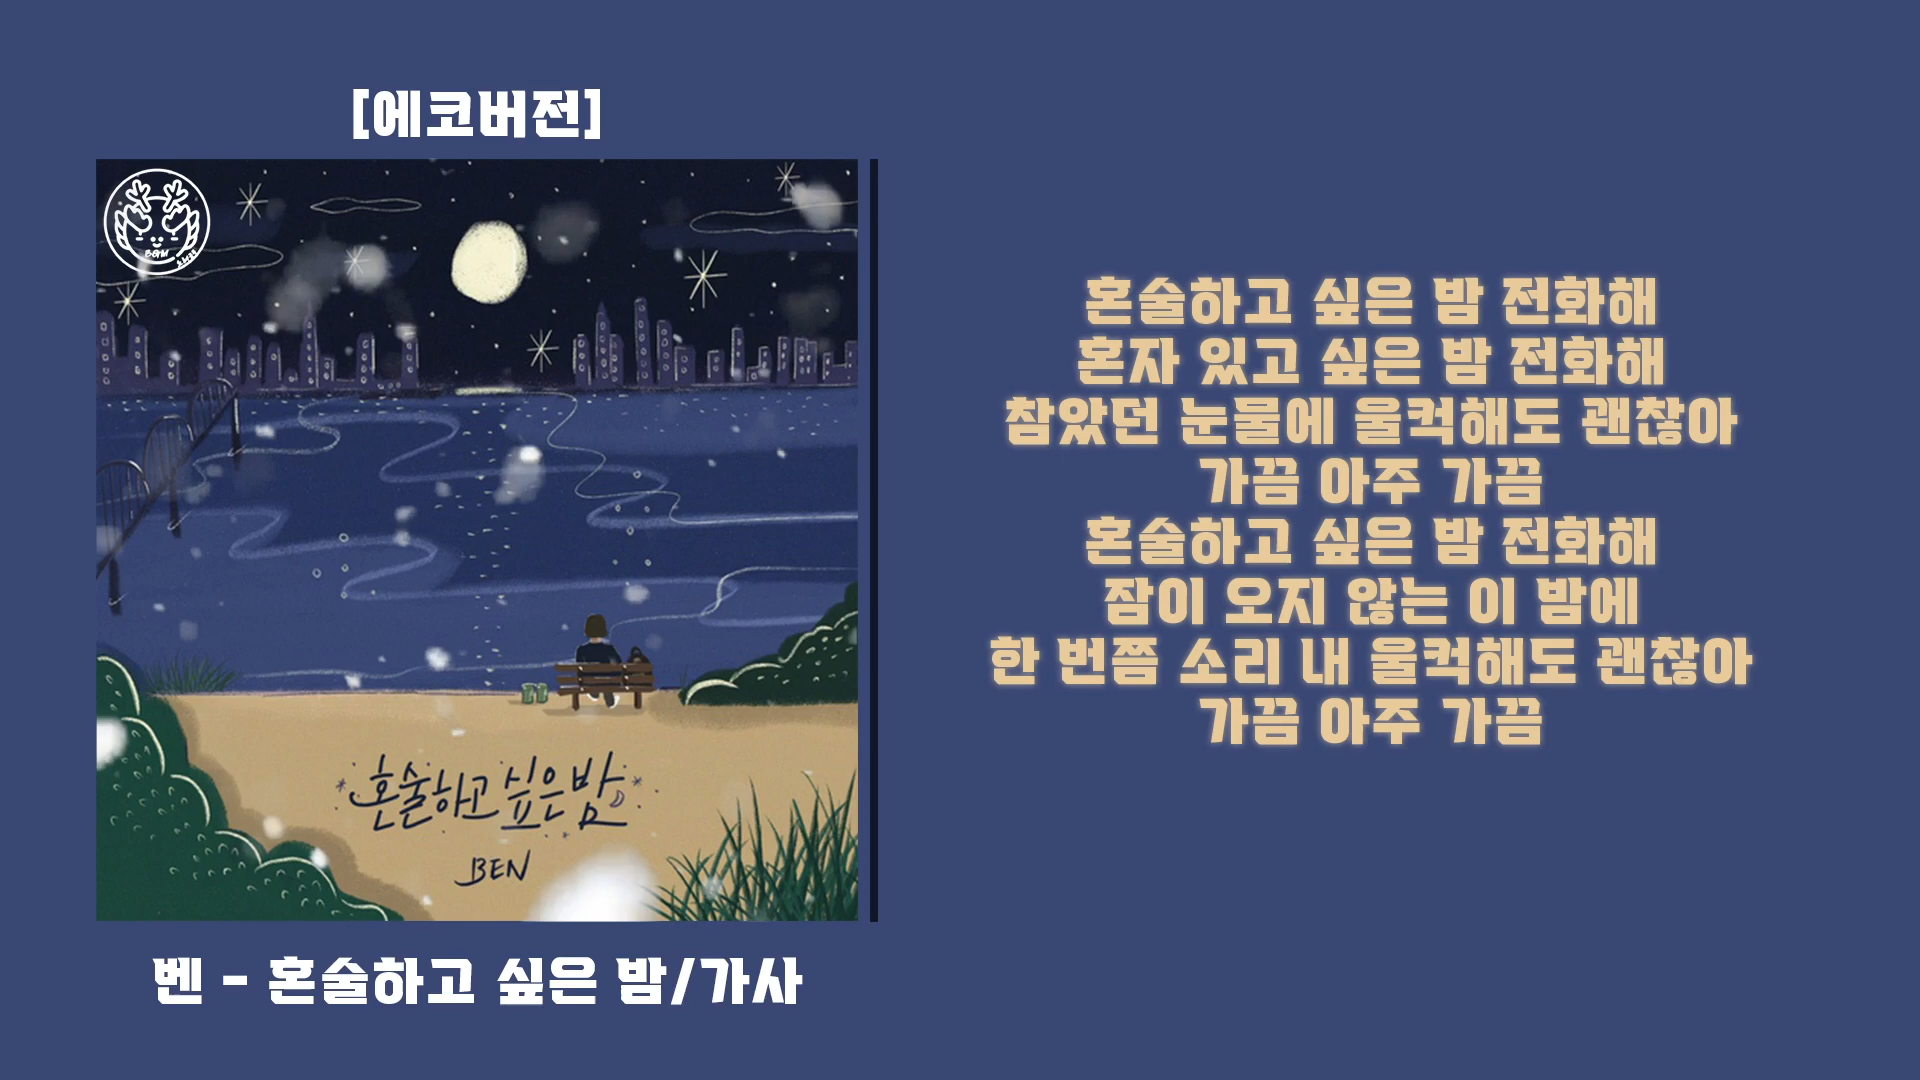 [에코버전]
BGM
혼술하고 싶은 밤
BEN
벤 - 혼술하고 싶은 밤/가사
혼술하고 싶은 밤 전화해
혼자 있고 싶은 밤 전화해
참았던 눈물에 울컥해도 괜찮아
가끔 아주 가끔
혼술하고 싶은 밤 전화해
잠이 오지 않는 이 밤에
한 번쯤 소리 내 울컥해도 괜찮아
가끔 아주 가끔